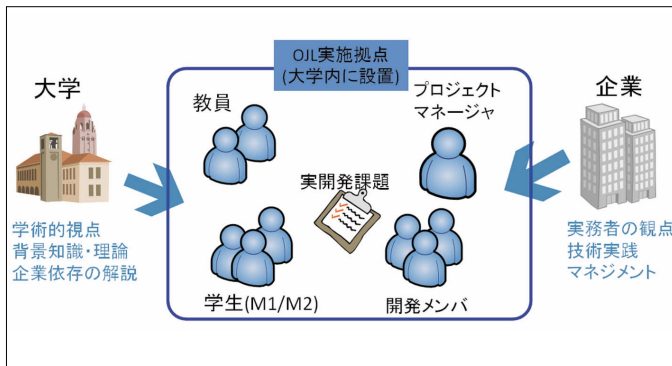 OJL実施拠点
(大学内に設置)
大学
教員
プロジェクト
マネージャ
企業
実開発課題
学術的視点
背景知識・理論
企業依存の解説
実務者の観点
技術実践
マネジメント
学生(M1/M2)
開発メンバ